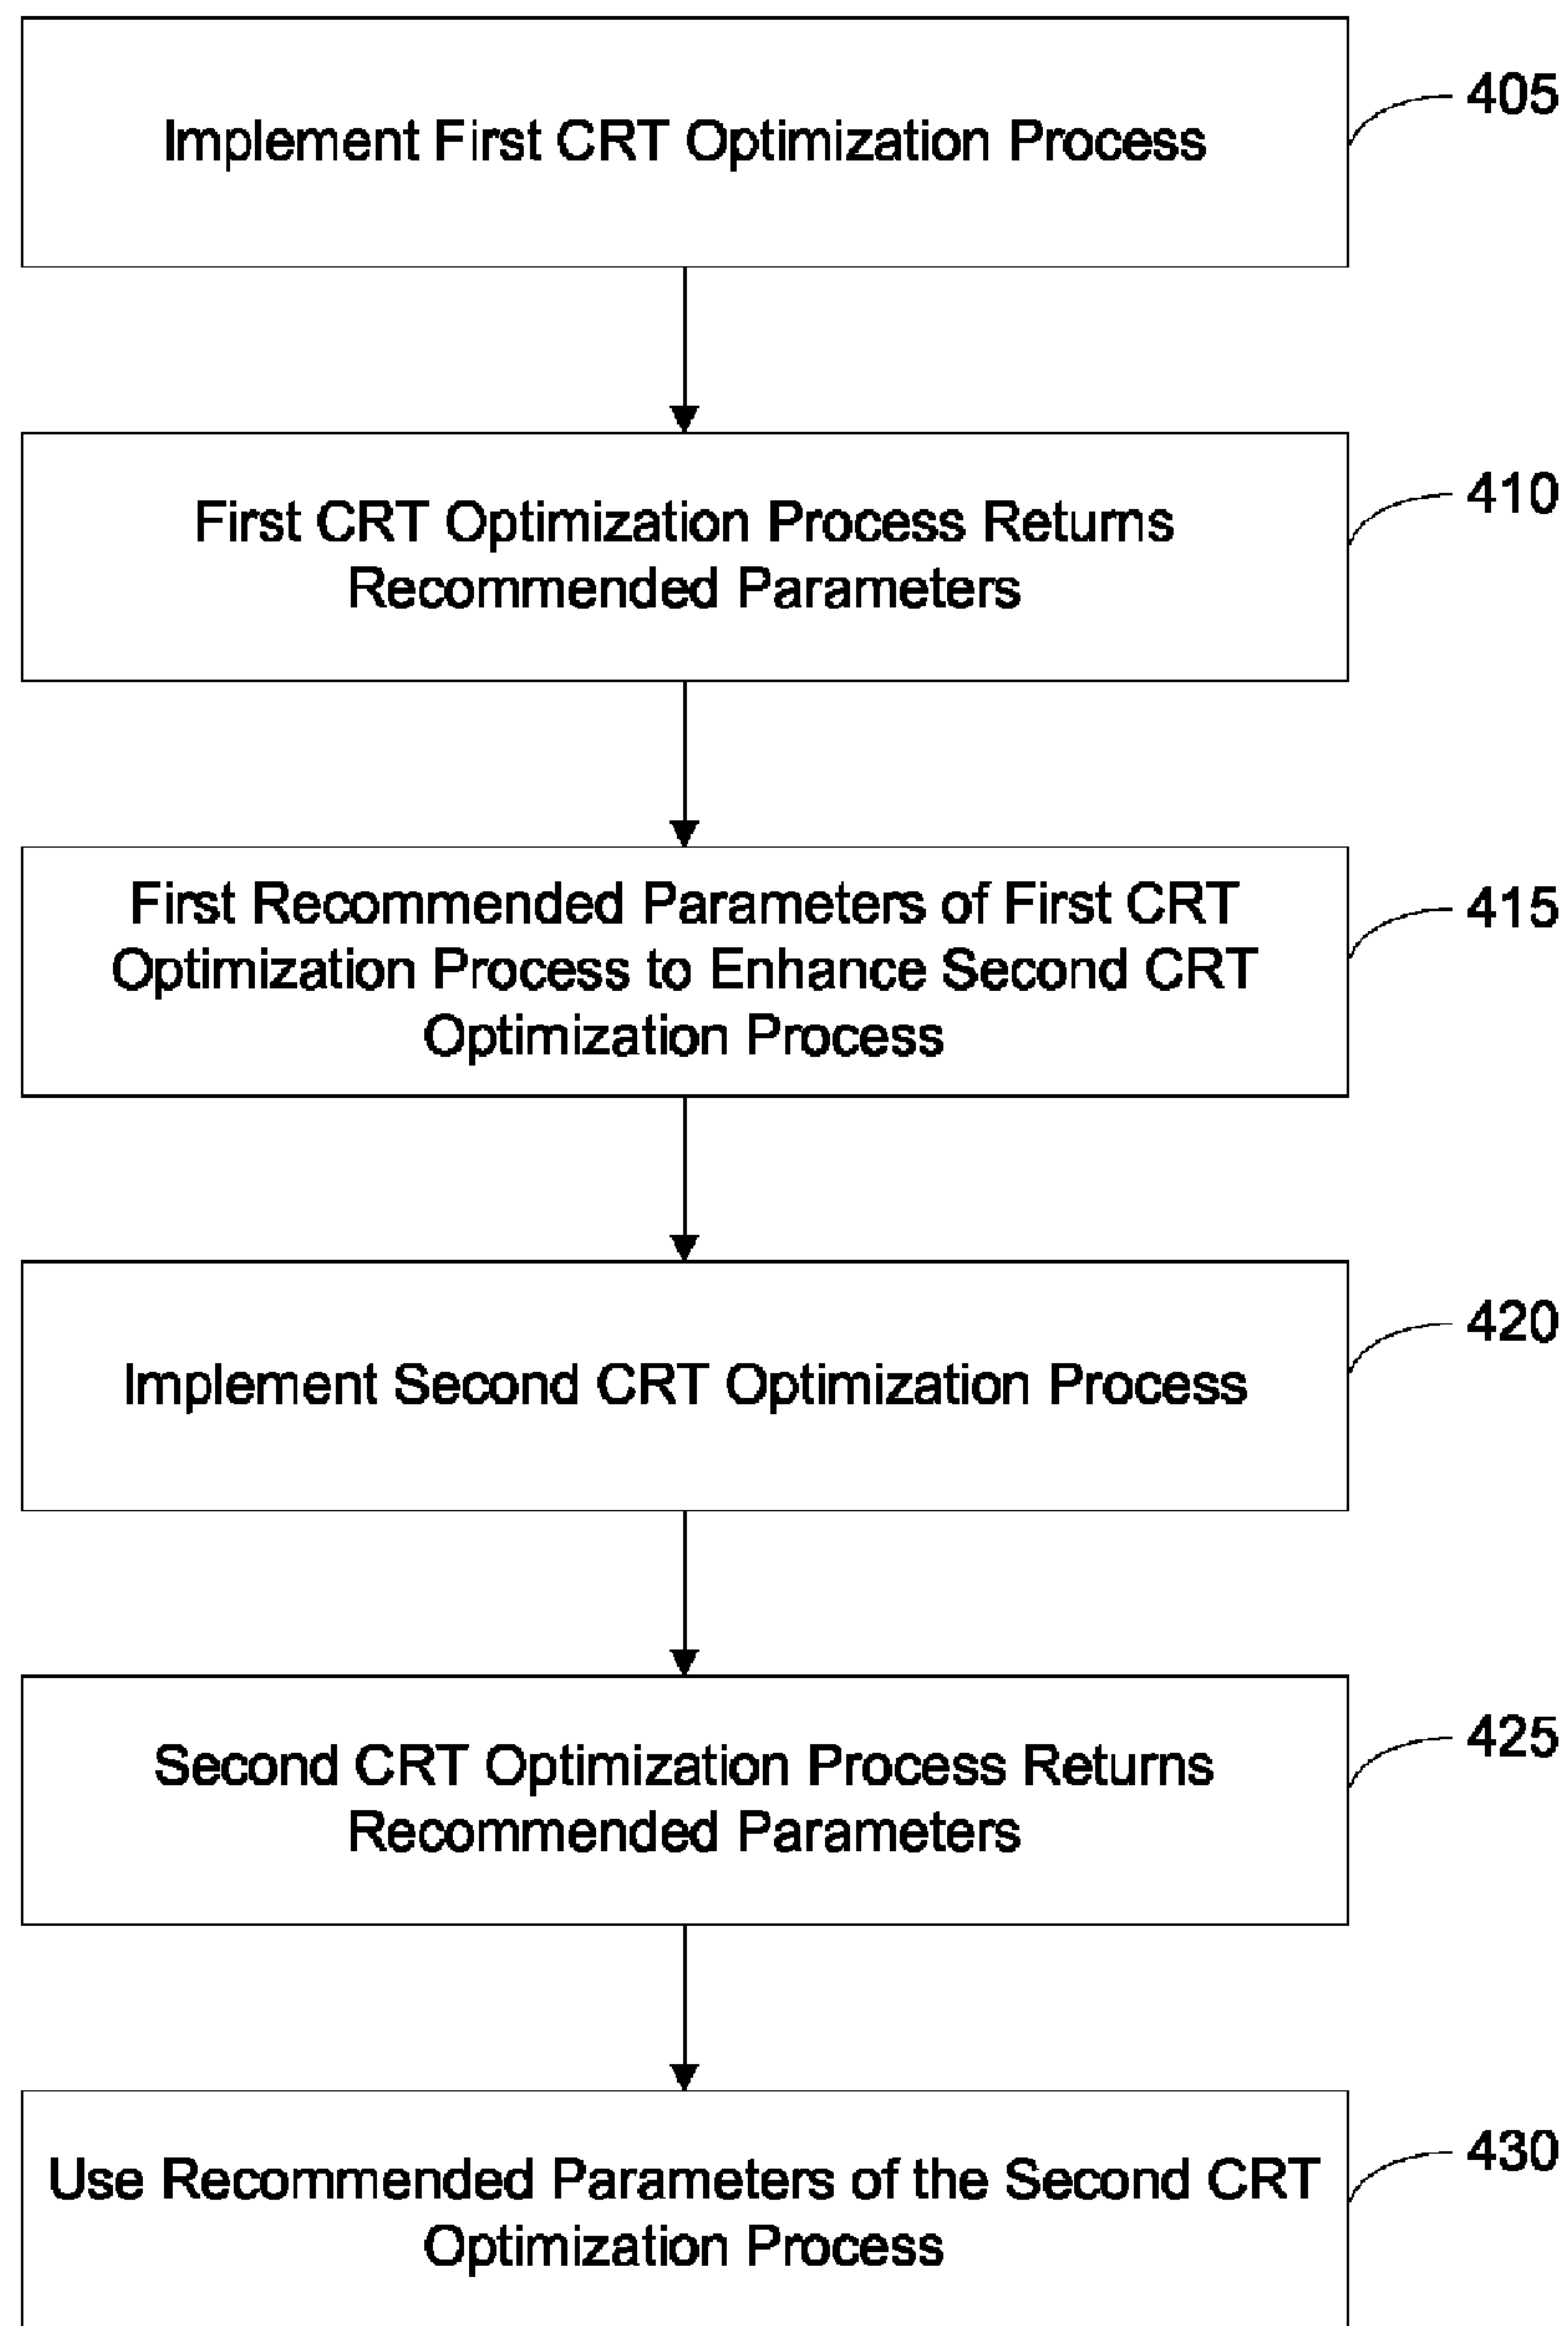 Implement First CRT Optimization Process
405
First CRT Optimization Process Returns
Recommended Parameters
410
First Recommended Parameters of First CRT
Optimization Process to Enhance Second CRT
Optimization Process
415
Implement Second CRT Optimization Process
420
Second CRT Optimization Process Returns
Recommended Parameters
425
Use Recommended Parameters of the Second CRT
Optimization Process
430